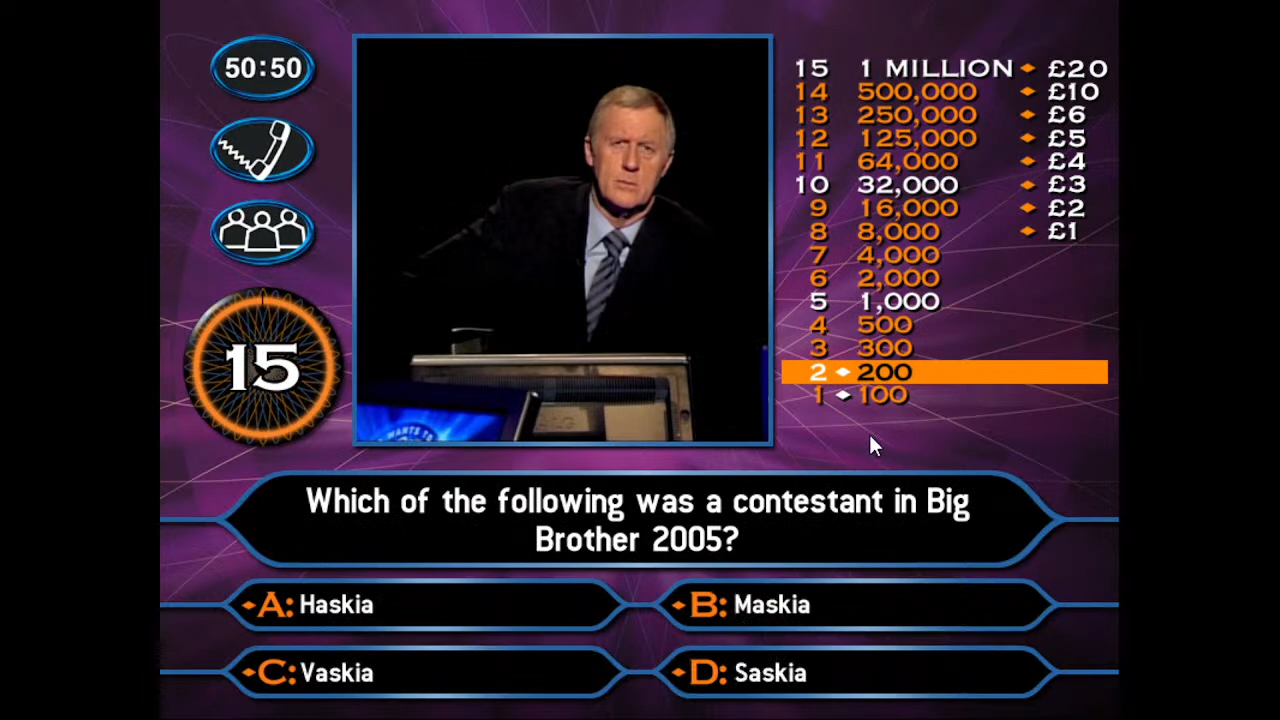 50:50
15 1 MILLION £20
14 500,000 £10
13 250,000 £6
12 125,000 £5
11 64,000 £4
10 32,000 £3
9 16,000 £2
8 8,000 £1
7 4,000
6 2,000
5 1,000
4 500
3 300
2 200
1 100
15
WANTS TO
Which of the following was a contestant in Big
Brother 2005?
A: Haskia
B: Maskia
C: Vaskia
D: Saskia